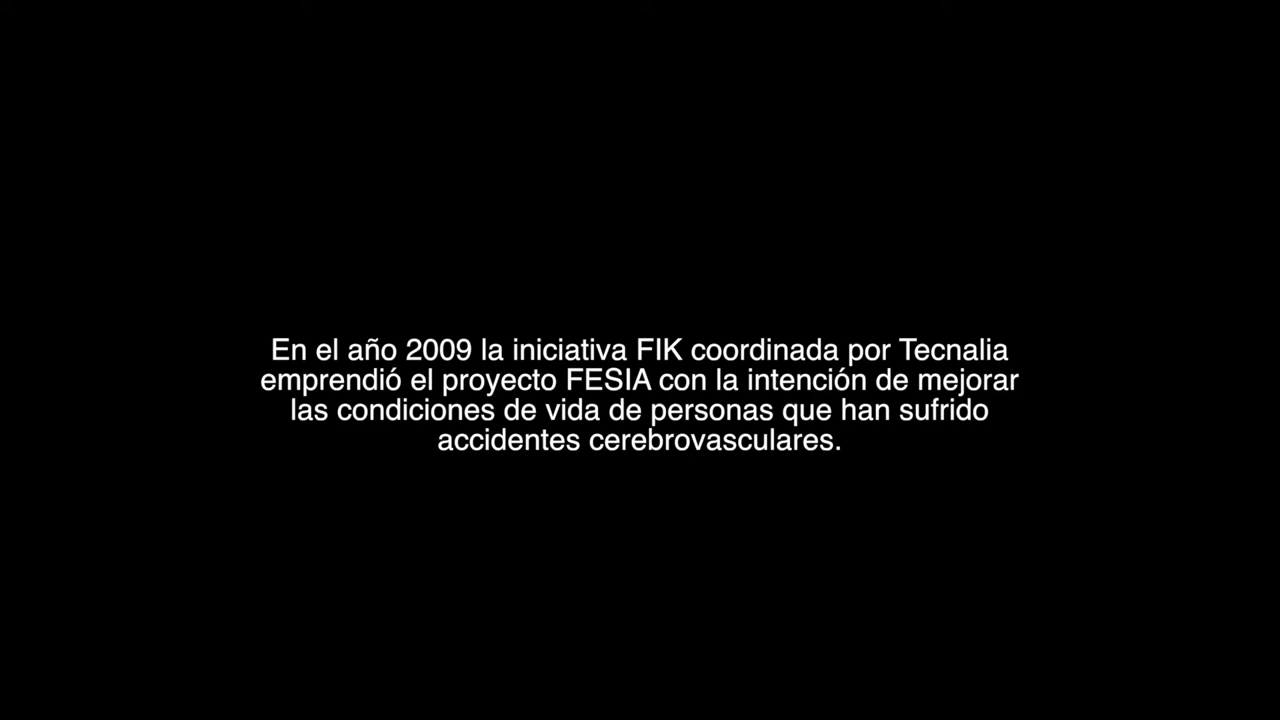 En el año 2009 la iniciativa FIK coordinada por Tecnalia
emprendió el proyecto FESIA con la intención de mejorar
las condiciones de vida de personas que han sufrido
accidentes cerebrovasculares.